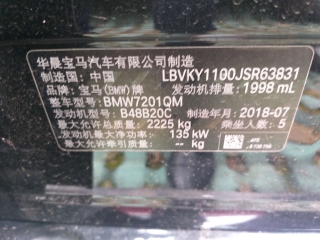 华晨宝马汽车有限公司制造
制造国：中国 LBVKY1100JSR63831
品牌：宝马(BMW)牌 发动机排量：1998 mL
整车型号：BMW7201QM
发动机型号：B48B20C 制造年月：2018-07
最大允许总质量：2225 kg 乘坐人数：5
发动机最大净功率：135 kW
最大允许牵引质量：-- kg